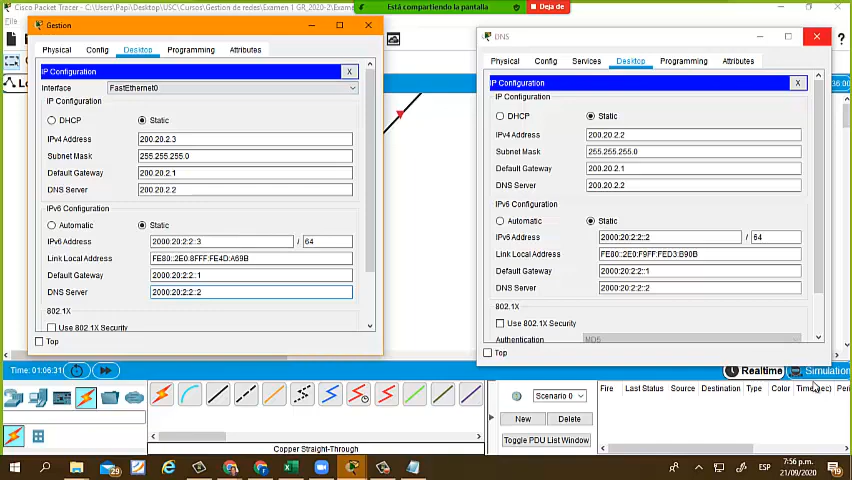 Cisco Packet Tracer - C:\Users\Papi\Desktop\USC\Cursos\Gestion de redes\Examen 1 GR_2020-2\Examen
Está compartiendo la pantalla
Deja de
Gestion
Physical Config Desktop Programming Attributes
IP Configuration X
Interface FastEthernet0
IP Configuration
DHCP Static
IPv4 Address 200.20.2.3
Subnet Mask 255.255.255.0
Default Gateway 200.20.2.1
DNS Server 200.20.2.2
IPv6 Configuration
Automatic Static
IPv6 Address 2000:20:2:2::3 / 64
Link Local Address FE80::2E0:8FFF:FE4D:A69B
Default Gateway 2000:20:2:2::1
DNS Server 2000:20:2:2::2
802.1X
Use 802.1X Security
Top
DNS
Physical Config Services Desktop Programming Attributes
IP Configuration X
IP Configuration
DHCP Static
IPv4 Address 200.20.2.2
Subnet Mask 255.255.255.0
Default Gateway 200.20.2.1
DNS Server 200.20.2.2
IPv6 Configuration
Automatic Static
IPv6 Address 2000:20:2:2::2 / 64
Link Local Address FE80::2E0:F9FF:FED3:B90B
Default Gateway 2000:20:2:2::1
DNS Server 2000:20:2:2::2
802.1X
Use 802.1X Security
Authentication MD5
Top
Time: 01:06:31
Realtime Simulation
Scenario 0
New Delete
Toggle PDU List Window
Fire Last Status Source Destination Type Color Time(sec) Peri
Copper Straight-Through
ESP
7:56 p.m.
21/09/2020
19